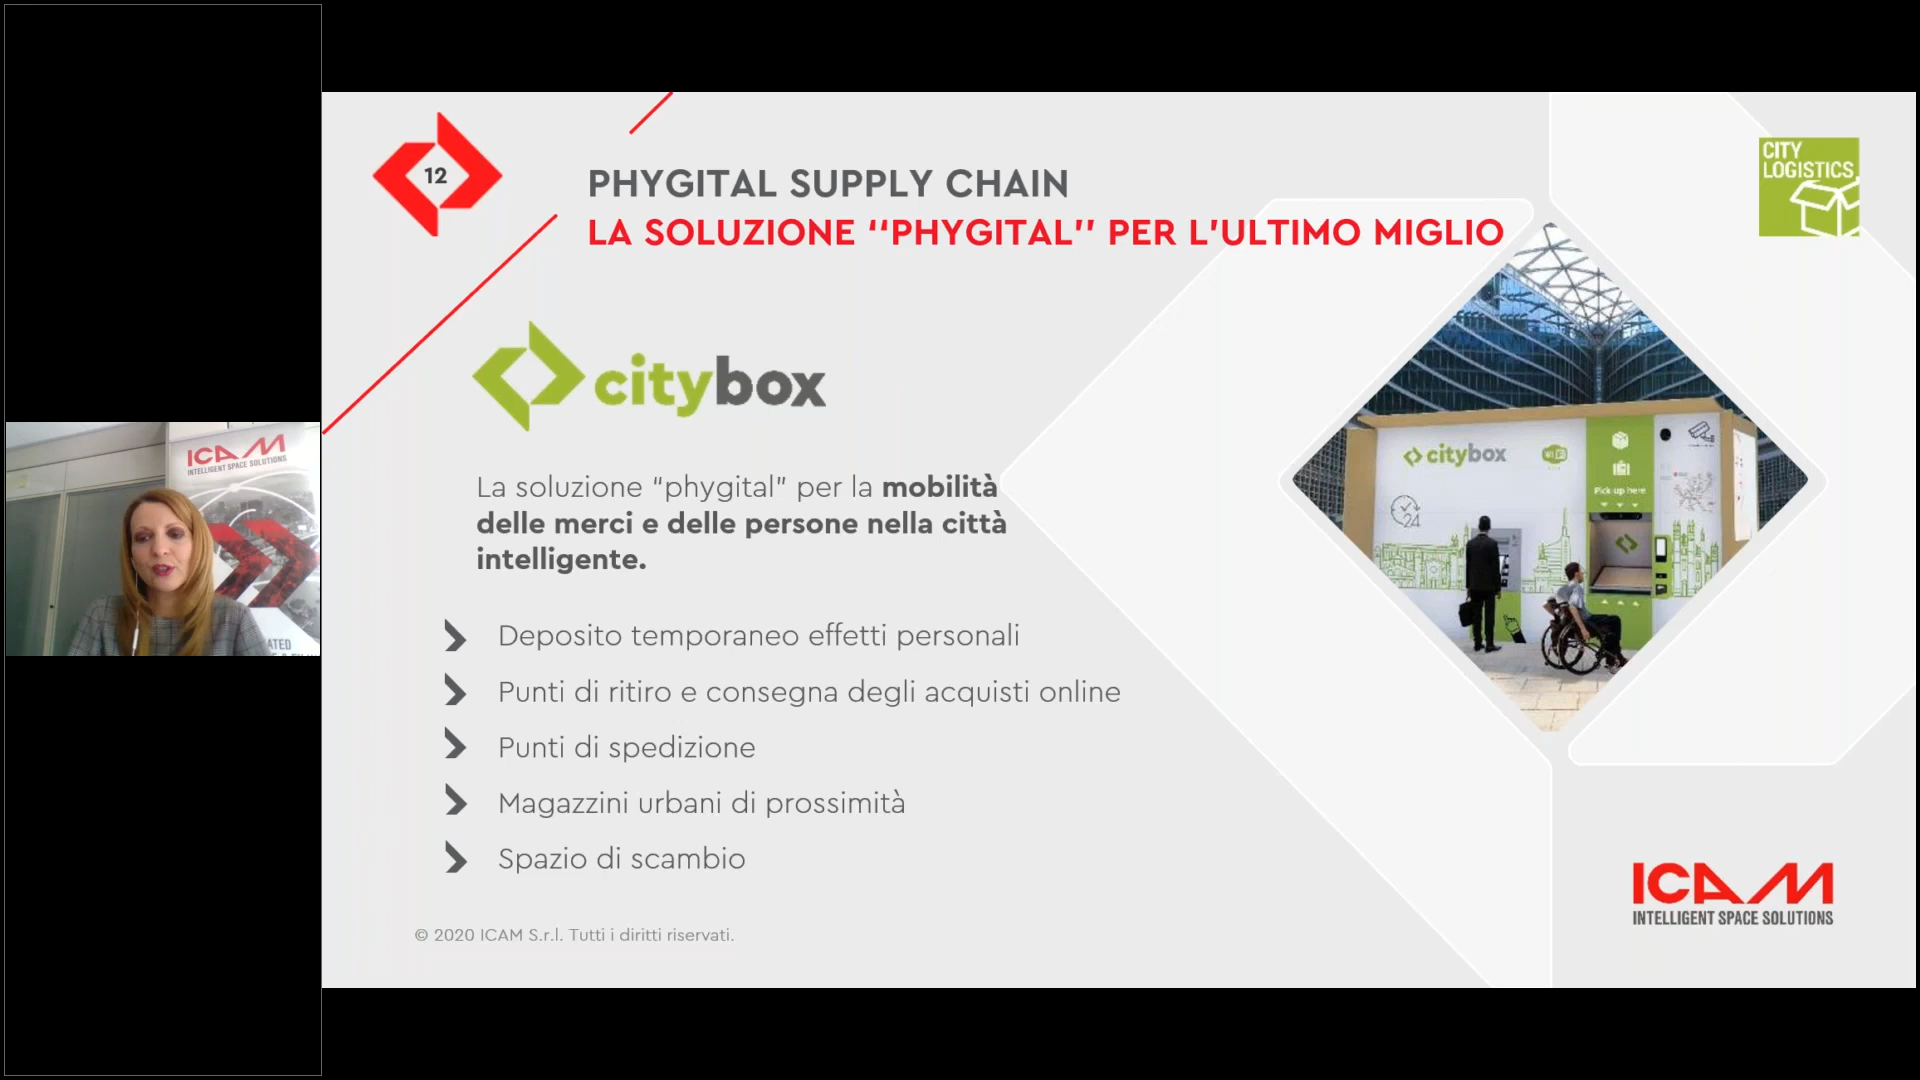 12
PHYGITAL SUPPLY CHAIN
LA SOLUZIONE ‘‘PHYGITAL’’ PER L’ULTIMO MIGLIO
CITY
LOGISTICS
citybox
La soluzione “phygital” per la mobilità
delle merci e delle persone nella città
intelligente.
Deposito temporaneo effetti personali
Punti di ritiro e consegna degli acquisti online
Punti di spedizione
Magazzini urbani di prossimità
Spazio di scambio
© 2020 ICAM S.r.l. Tutti i diritti riservati.
citybox
WiFi
Pick up here
24
ICAM
INTELLIGENT SPACE SOLUTIONS
ICAM
INTELLIGENT SPACE SOLUTIONS